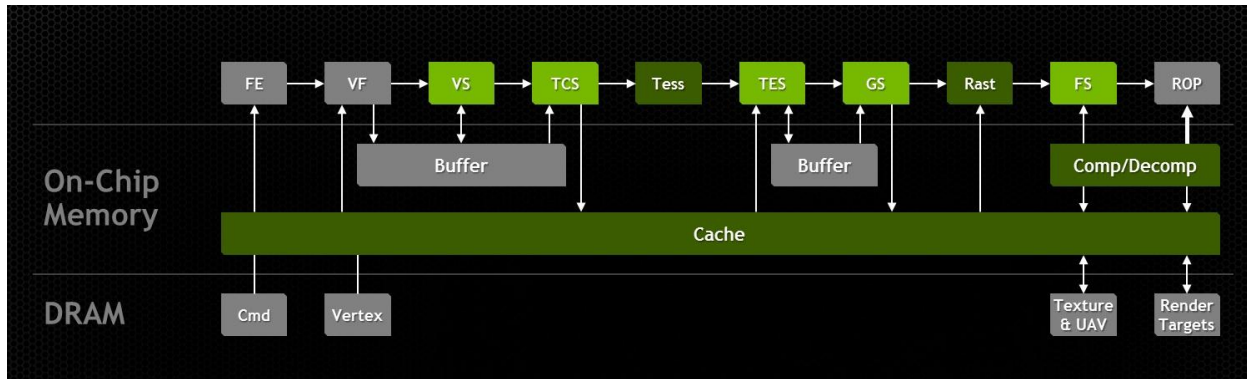 FE
VF
VS
TCS
Tess
TES
GS
Rast
FS
ROP
On-Chip
Memory
Buffer
Buffer
Comp/Decomp
Cache
DRAM
Cmd
Vertex
Texture
& UAV
Render
Targets